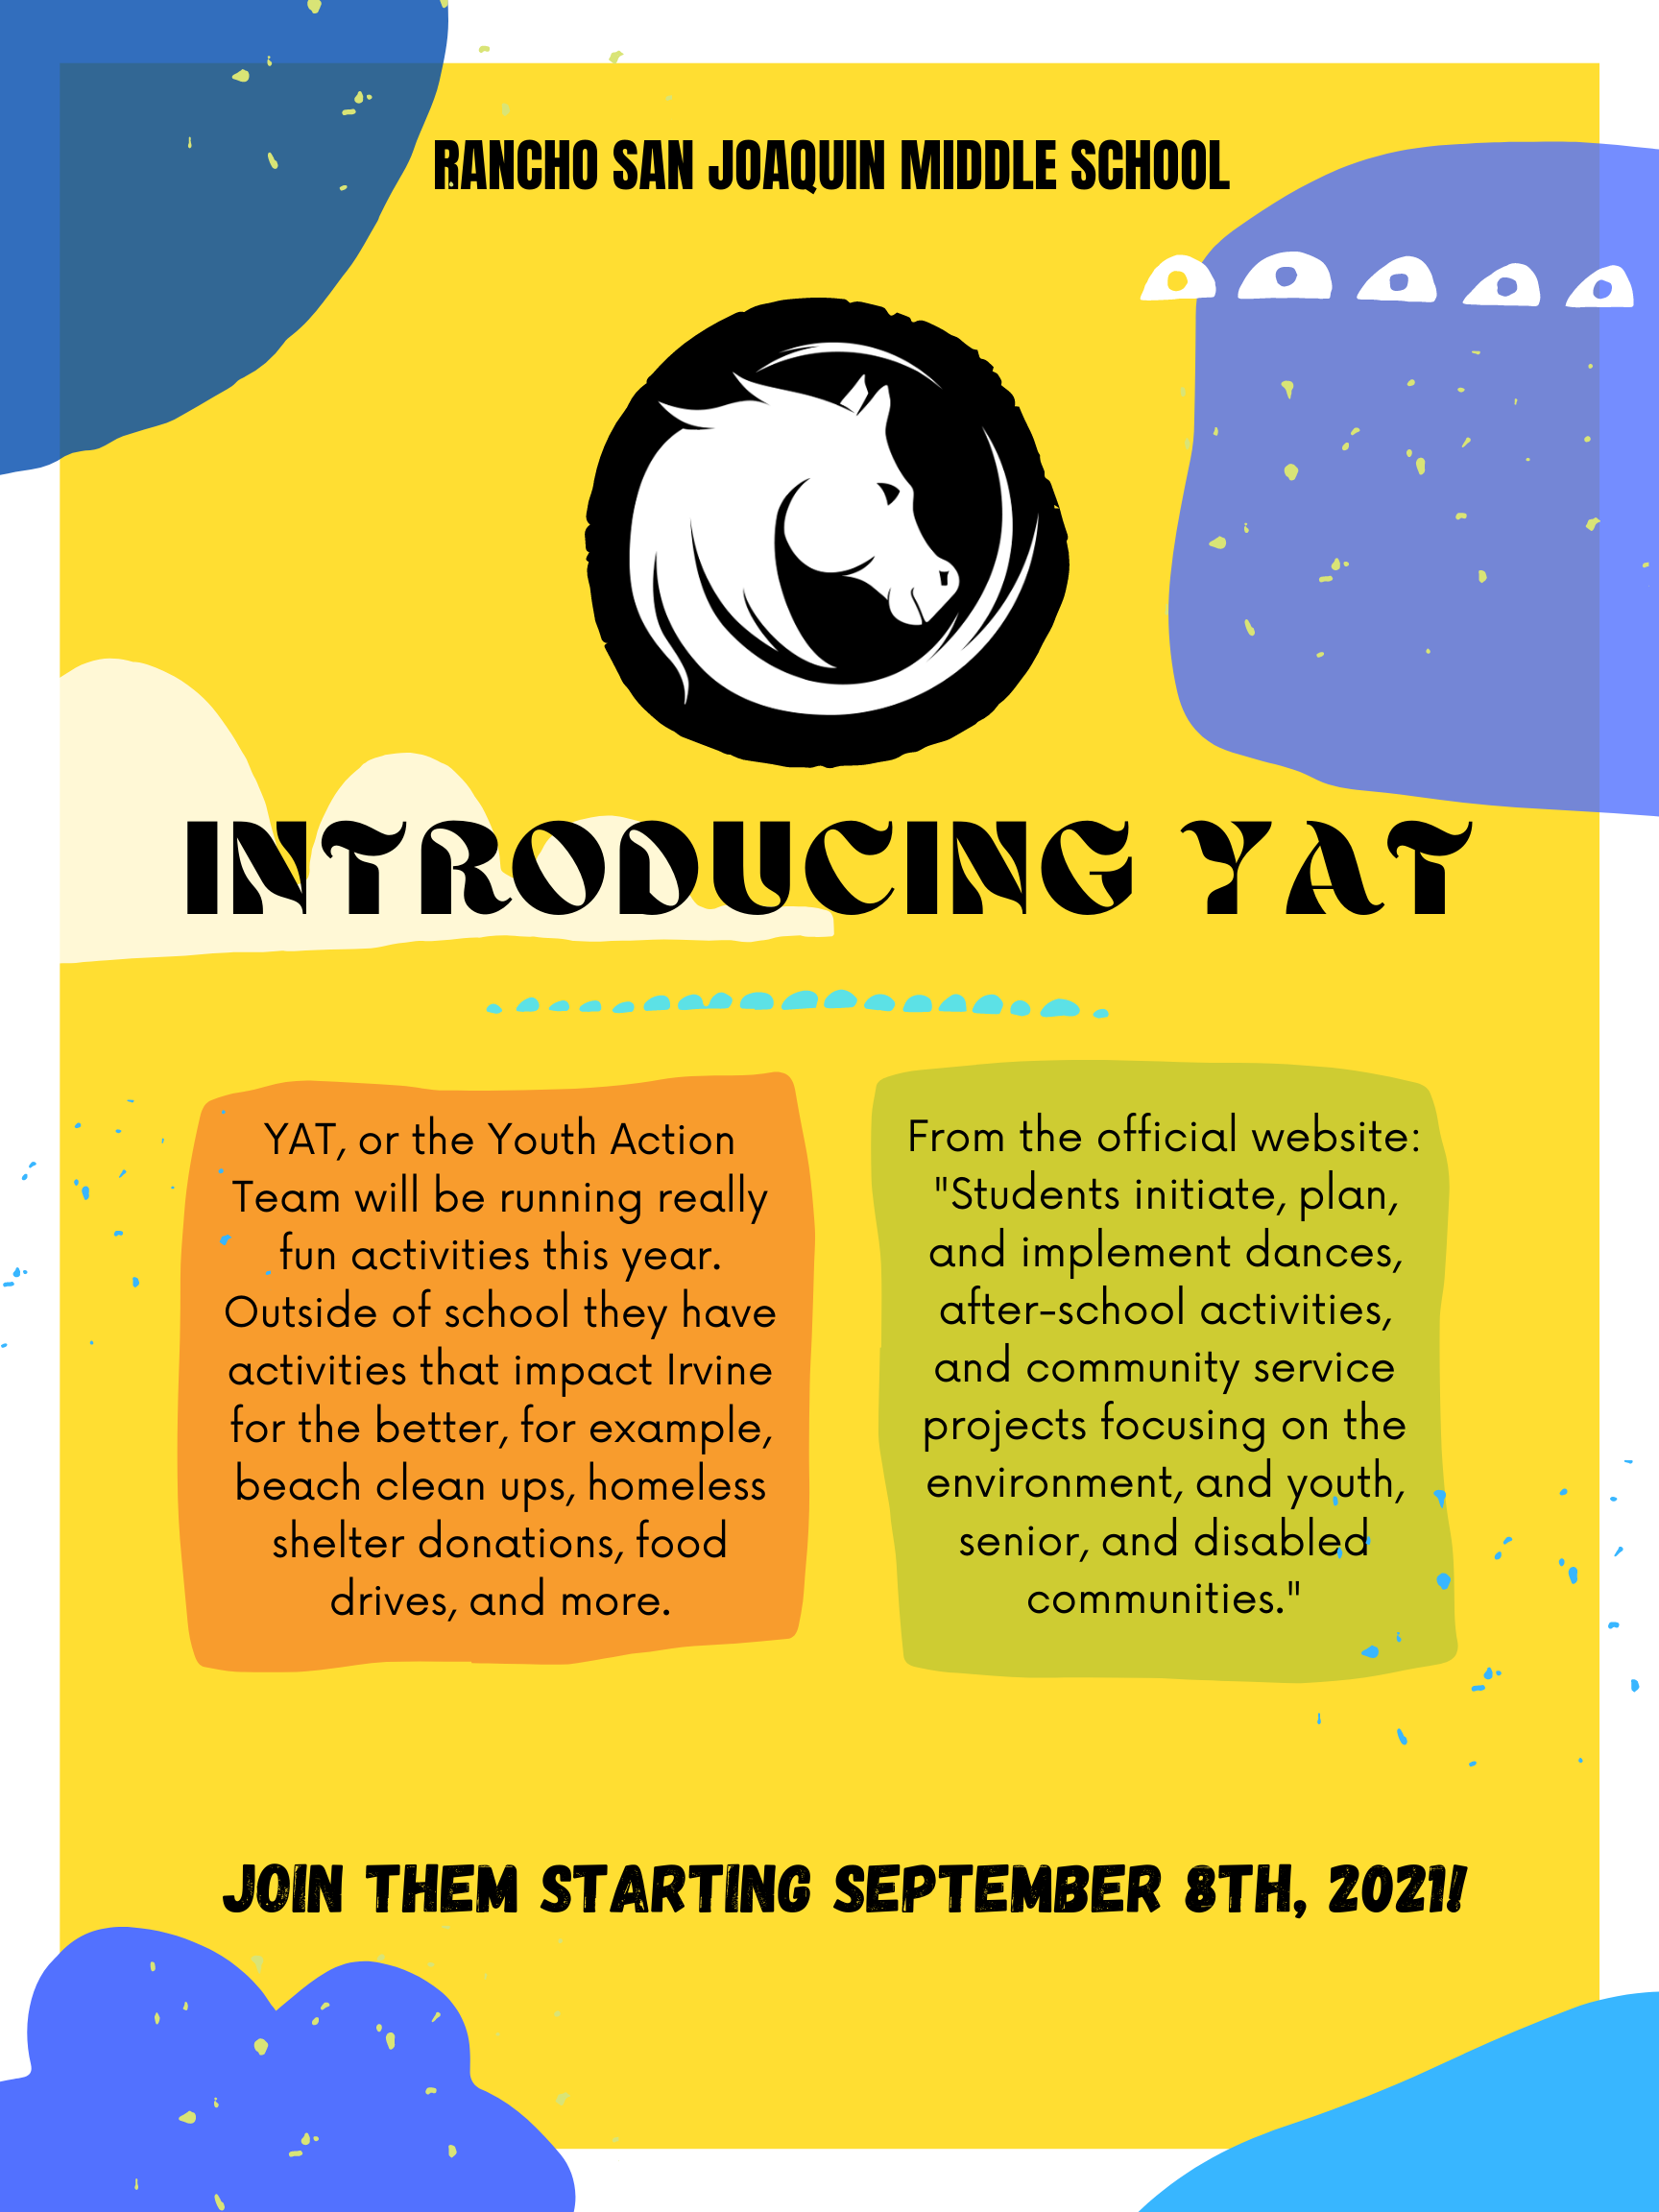 RANCHO SAN JOAQUIN MIDDLE SCHOOL
INTRODUCING YAT
YAT, or the Youth Action
Team will be running really
fun activities this year.
Outside of school they have
activities that impact Irvine
for the better, for example,
beach clean ups, homeless
shelter donations, food
drives, and more.
From the official website:
"Students initiate, plan,
and implement dances,
after-school activities,
and community service
projects focusing on the
environment, and youth,
senior, and disabled
communities."
JOIN THEM STARTING SEPTEMBER 8TH, 2021!